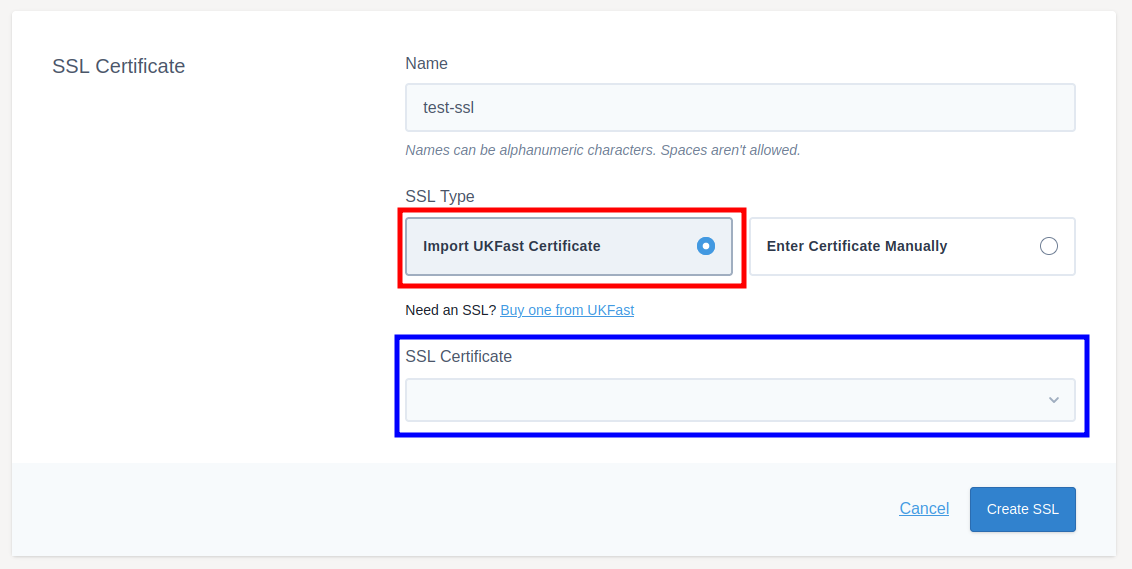 SSL Certificate
Name
test-ssl
Names can be alphanumeric characters. Spaces aren't allowed.
SSL Type
Import UKFast Certificate
Enter Certificate Manually
Need an SSL? Buy one from UKFast
SSL Certificate
Cancel
Create SSL